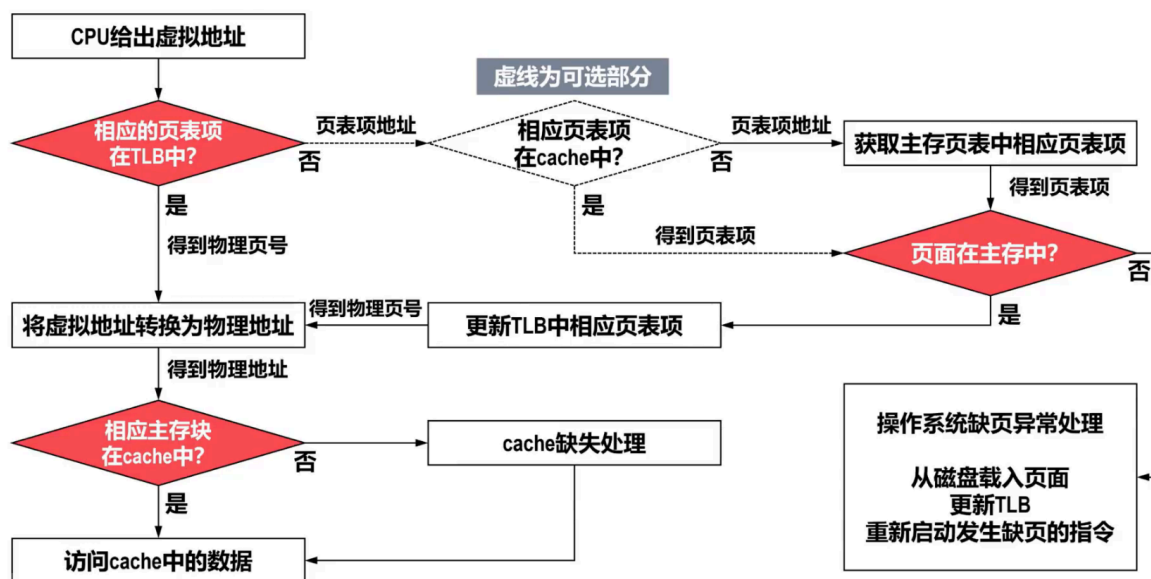 CPU给出虚拟地址
虚线为可选部分
相应的页表项
在TLB中?
页表项地址
否
相应页表项
在cache中?
页表项地址
否
获取主存页表中相应页表项
是
得到物理页号
是
得到页表项
得到页表项
页面在主存中?
否
是
将虚拟地址转换为物理地址
得到物理页号
更新TLB中相应页表项
得到物理地址
相应主存块
在cache中?
否
cache缺失处理
是
访问cache中的数据
操作系统缺页异常处理
从磁盘载入页面
更新TLB
重新启动发生缺页的指令